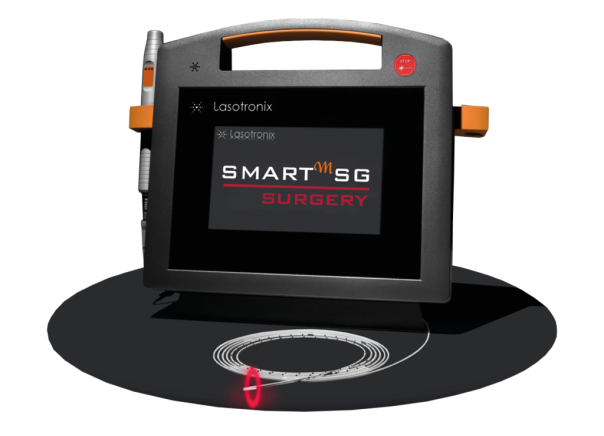 STOP
Lasotronix
Lasotronix
SMART M SG
SURGERY